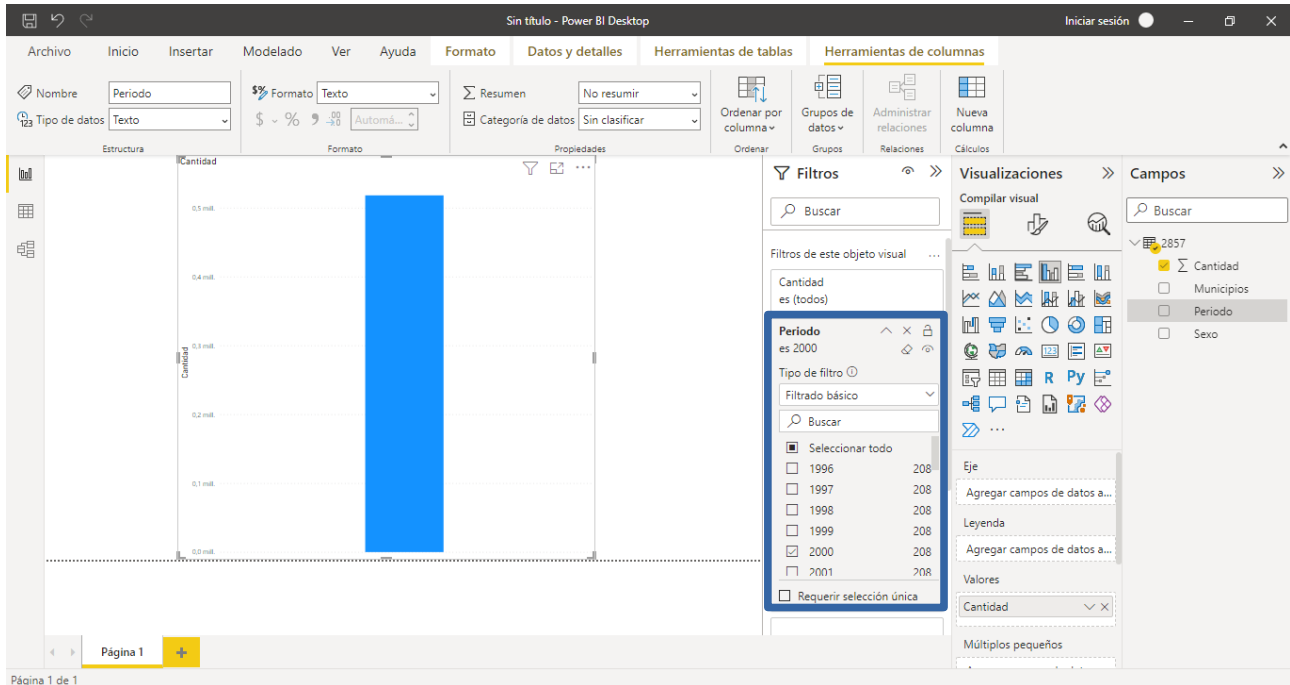 Sin título - Power BI Desktop
Iniciar sesión
Archivo Inicio Insertar Modelado Ver Ayuda Formato Datos y detalles Herramientas de tablas Herramientas de columnas
Nombre Periodo
Tipo de datos Texto
Estructura
$% Formato Texto
$ % 9 Automá...
Formato
Resumen No resumir
Categoría de datos Sin clasificar
Propiedades
Ordenar por
columna
Ordenar
Grupos de
datos
Grupos
Administrar
relaciones
Relaciones
Nueva
columna
Cálculos
Cantidad
0,5 mill.
0,4 mill.
0,3 mill.
0,2 mill.
0,1 mill.
0,0 mill.
Cantidad
Filtros
Buscar
Filtros de este objeto visual ...
Cantidad
es (todos)
Periodo
es 2000
Tipo de filtro
Filtrado básico
Buscar
Seleccionar todo
1996 208
1997 208
1998 208
1999 208
2000 208
2001 208
Requerir selección única
Visualizaciones
Compilar visual
123
R Py
...
Eje
Agregar campos de datos a...
Leyenda
Agregar campos de datos a...
Valores
Cantidad
Múltiplos pequeños
Campos
Buscar
2857
∑ Cantidad
Municipios
Periodo
Sexo
Página 1 +
Página 1 de 1